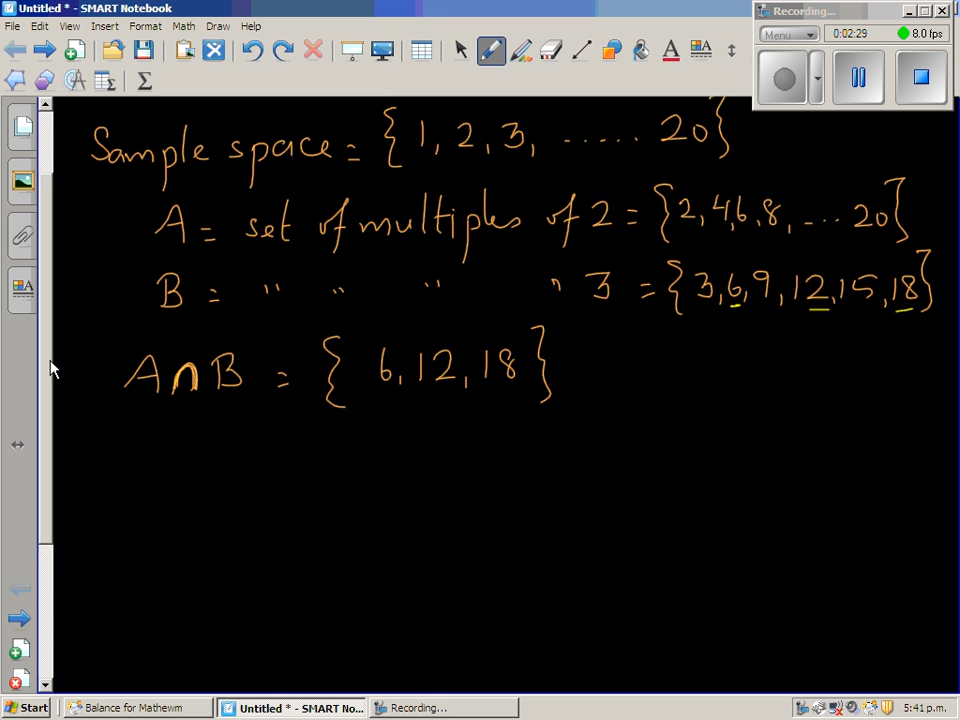 Untitled * - SMART Notebook
Recording...
File Edit View Insert Format Math Draw Help
Menu 0:02:29 8.0 fps
Sample space = {1, 2, 3, ..... 20}
A = set of multiples of 2 = {2, 4, 6, 8, ... 20}
B = " " " " 3 = {3, 6, 9, 12, 15, 18}
A∩B = { 6, 12, 18 }
Start Balance for Mathewm Untitled * - SMART No... Recording... 5:41 p.m.